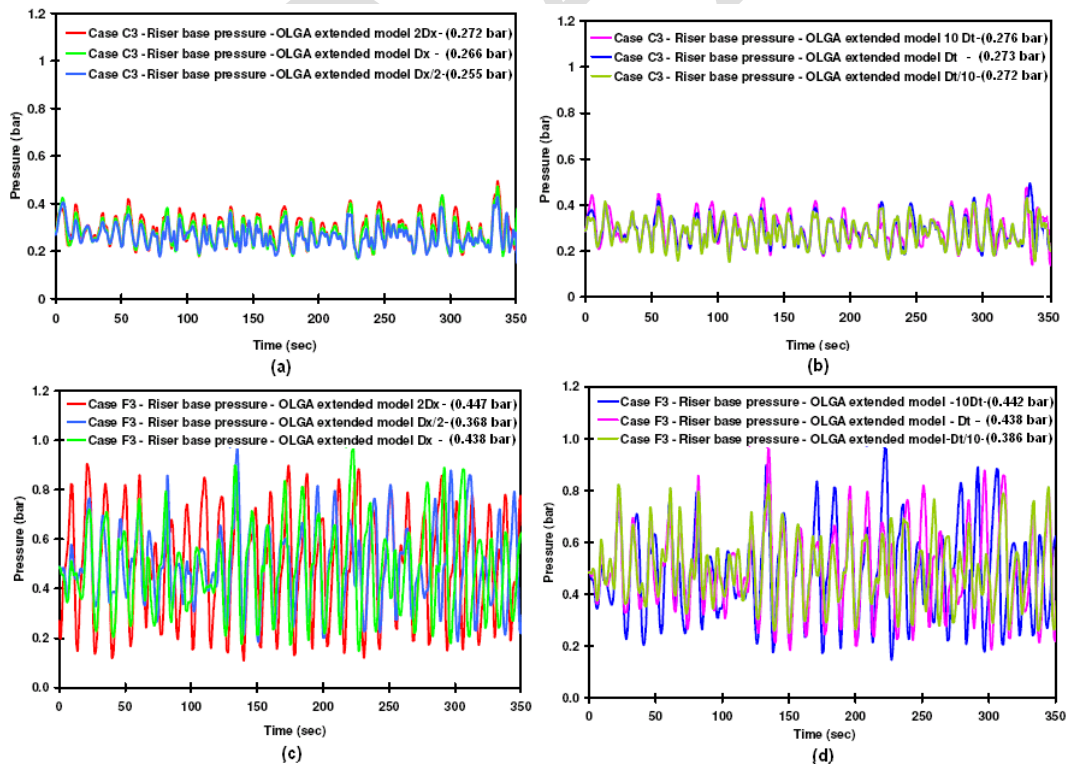 1.2
1
0.8
0.6
0.4
0.2
0
Pressure (bar)
Case C3 - Riser base pressure - OLGA extended model 2Dx- (0.272 bar)
Case C3 - Riser base pressure - OLGA extended model Dx - (0.266 bar)
Case C3 - Riser base pressure - OLGA extended model Dx/2-(0.255 bar)
0 50 100 150 200 250 300 350
Time (sec)
(a)
1.2
1
0.8
0.6
0.4
0.2
0
Pressure (bar)
Case C3 - Riser base pressure - OLGA extended model 10 Dt-(0.276 bar)
Case C3 - Riser base pressure - OLGA extended model Dt - (0.273 bar)
Case C3 - Riser base pressure - OLGA extended model Dt/10-(0.272 bar)
0 50 100 150 200 250 300 350
Time (sec)
(b)
1.2
1.0
0.8
0.6
0.4
0.2
0.0
Pressure (bar)
Case F3 - Riser base pressure - OLGA extended model 2Dx- (0.447 bar)
Case F3 - Riser base pressure - OLGA extended model Dx/2-(0.368 bar)
Case F3 - Riser base pressure - OLGA extended model Dx - (0.438 bar)
0 50 100 150 200 250 300 350
Time (sec)
(c)
1.2
1.0
0.8
0.6
0.4
0.2
0.0
Pressure (bar)
Case F3 - Riser base pressure - OLGA extended model -10Dt-(0.442 bar)
Case F3 - Riser base pressure - OLGA extended model - Dt - (0.438 bar)
Case F3 - Riser base pressure - OLGA extended model-Dt/10-(0.386 bar)
0 50 100 150 200 250 300 350
Time (sec)
(d)